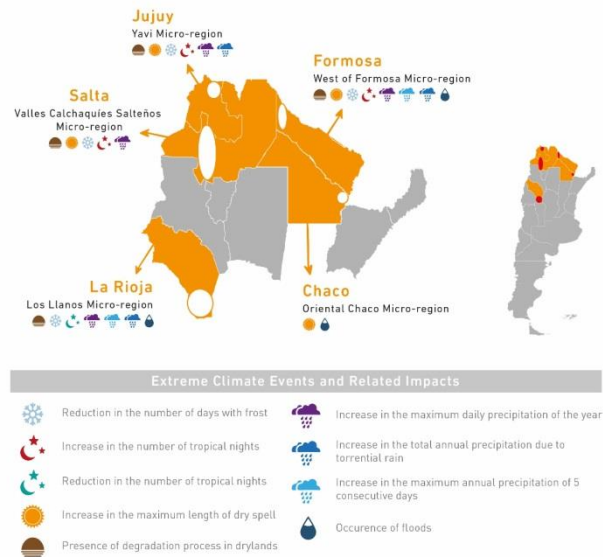 Jujuy
Yavi Micro-region
Formosa
West of Formosa Micro-region
Salta
Valles Calchaquíes Salteños
Micro-region
La Rioja
Los Llanos Micro-region
Chaco
Oriental Chaco Micro-region
Extreme Climate Events and Related Impacts
Reduction in the number of days with frost
Increase in the number of tropical nights
Reduction in the number of tropical nights
Increase in the maximum length of dry spell
Presence of degradation process in drylands
Increase in the maximum daily precipitation of the year
Increase in the total annual precipitation due to
torrential rain
Increase in the maximum annual precipitation of 5
consecutive days
Occurence of floods